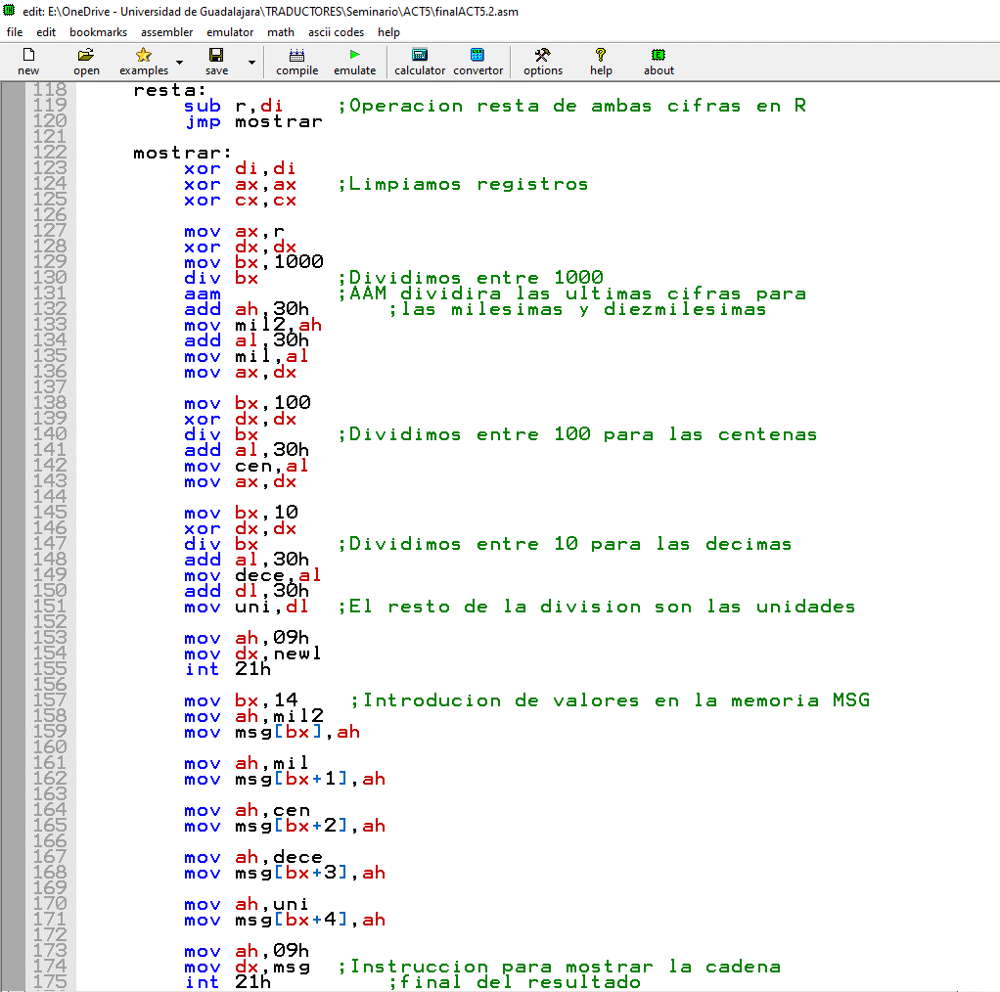 edit: E:\OneDrive - Universidad de Guadalajara\TRADUCTORES\Seminario\ACT5\finalACT5.2.asm
file edit bookmarks assembler emulator math ascii codes help
new open examples save compile emulate calculator convertor options help about
118 resta:
119 sub r,di ;Operacion resta de ambas cifras en R
120 jmp mostrar
121
122 mostrar:
123 xor di,di
124 xor ax,ax ;Limpiamos registros
125 xor cx,cx
126
127 mov ax,r
128 xor dx,dx
129 mov bx,1000
130 div bx ;Dividimos entre 1000
131 aam ;AAM dividira las ultimas cifras para
132 add ah,30h ;las milesimas y diezmilesimas
133 mov mil2,ah
134 add al,30h
135 mov mil,al
136 mov ax,dx
137
138 mov bx,100
139 xor dx,dx
140 div bx ;Dividimos entre 100 para las centenas
141 add al,30h
142 mov cen,al
143 mov ax,dx
144
145 mov bx,10
146 xor dx,dx
147 div bx ;Dividimos entre 10 para las decimas
148 add al,30h
149 mov dece,al
150 add dl,30h
151 mov uni,dl ;El resto de la division son las unidades
152
153 mov ah,09h
154 mov dx,newl
155 int 21h
156
157 mov bx,14 ;Introducion de valores en la memoria MSG
158 mov ah,mil2
159 mov msg[bx],ah
160
161 mov ah,mil
162 mov msg[bx+1],ah
163
164 mov ah,cen
165 mov msg[bx+2],ah
166
167 mov ah,dece
168 mov msg[bx+3],ah
169
170 mov ah,uni
171 mov msg[bx+4],ah
172
173 mov ah,09h
174 mov dx,msg ;Instruccion para mostrar la cadena
175 int 21h ;final del resultado